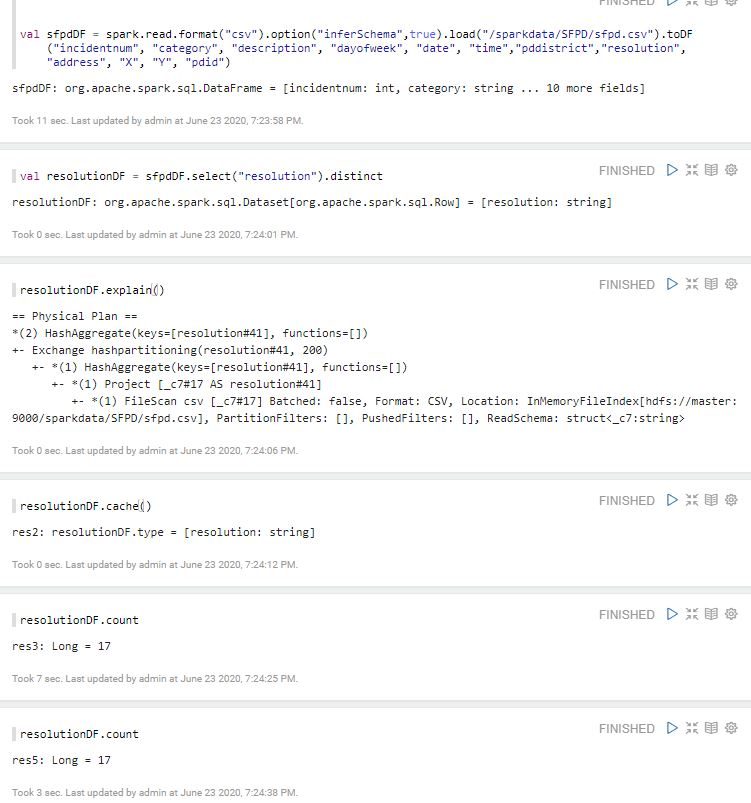 FINISHED
val sfpdDF = spark.read.format("csv").option("inferSchema",true).load("/sparkdata/SFPD/sfpd.csv").toDF
("incidentnum", "category", "description", "dayofweek", "date", "time","pddistrict","resolution",
"address", "X", "Y", "pdid")
sfpdDF: org.apache.spark.sql.DataFrame = [incidentnum: int, category: string ... 10 more fields]
Took 11 sec. Last updated by admin at June 23 2020, 7:23:58 PM.
FINISHED
val resolutionDF = sfpdDF.select("resolution").distinct
resolutionDF: org.apache.spark.sql.Dataset[org.apache.spark.sql.Row] = [resolution: string]
Took 0 sec. Last updated by admin at June 23 2020, 7:24:01 PM.
FINISHED
resolutionDF.explain()
== Physical Plan ==
*(2) HashAggregate(keys=[resolution#41], functions=[])
+- Exchange hashpartitioning(resolution#41, 200)
+- *(1) HashAggregate(keys=[resolution#41], functions=[])
+- *(1) Project [_c7#17 AS resolution#41]
+- *(1) FileScan csv [_c7#17] Batched: false, Format: CSV, Location: InMemoryFileIndex[hdfs://master:
9000/sparkdata/SFPD/sfpd.csv], PartitionFilters: [], PushedFilters: [], ReadSchema: struct<_c7:string>
Took 0 sec. Last updated by admin at June 23 2020, 7:24:06 PM.
FINISHED
resolutionDF.cache()
res2: resolutionDF.type = [resolution: string]
Took 0 sec. Last updated by admin at June 23 2020, 7:24:12 PM.
FINISHED
resolutionDF.count
res3: Long = 17
Took 7 sec. Last updated by admin at June 23 2020, 7:24:25 PM.
FINISHED
resolutionDF.count
res5: Long = 17
Took 3 sec. Last updated by admin at June 23 2020, 7:24:38 PM.